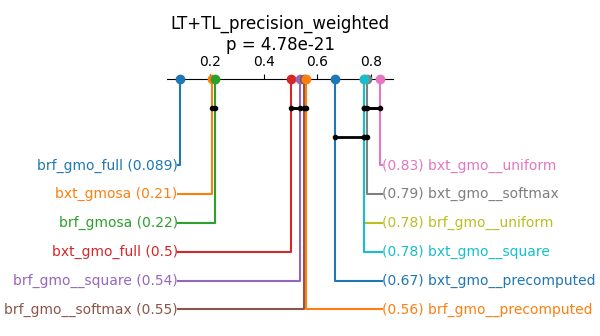 LT+TL_precision_weighted
p = 4.78e-21
0.2 0.4 0.6 0.8
brf_gmo_full (0.089) (0.83) bxt_gmo__uniform
bxt_gmosa (0.21) (0.79) bxt_gmo__softmax
brf_gmosa (0.22) (0.78) brf_gmo__uniform
bxt_gmo_full (0.5) (0.78) bxt_gmo__square
brf_gmo__square (0.54) (0.67) bxt_gmo__precomputed
brf_gmo__softmax (0.55) (0.56) brf_gmo__precomputed